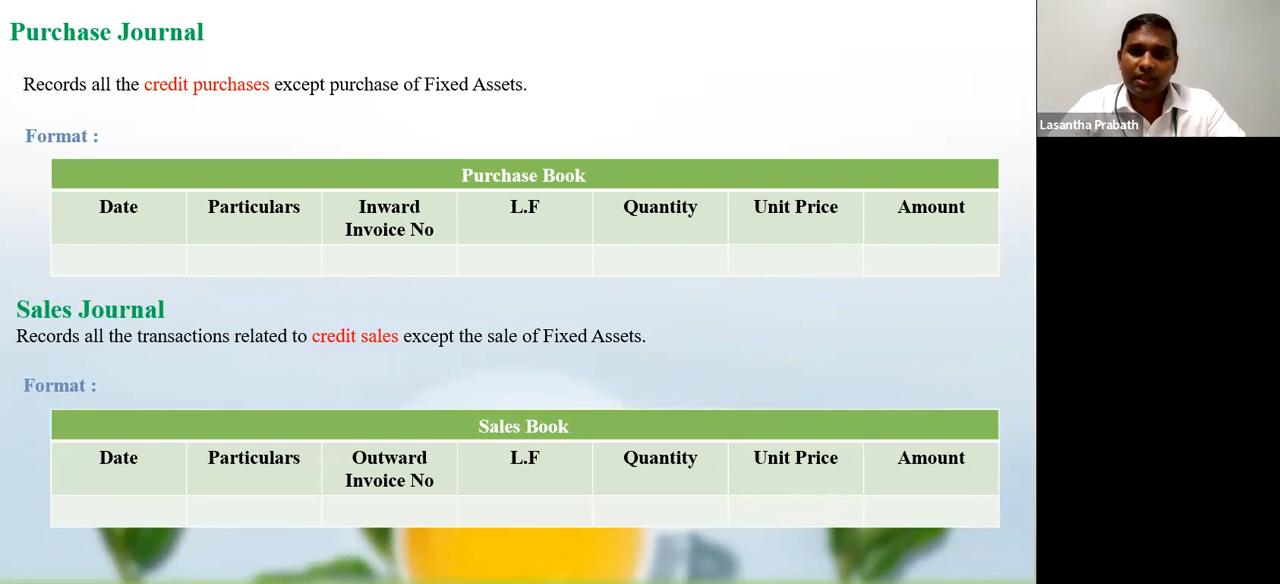 Purchase Journal
Records all the credit purchases except purchase of Fixed Assets.
Format :
Purchase Book
Date Particulars Inward Invoice No L.F Quantity Unit Price Amount
Sales Journal
Records all the transactions related to credit sales except the sale of Fixed Assets.
Format :
Sales Book
Date Particulars Outward Invoice No L.F Quantity Unit Price Amount
Lasantha Prabath